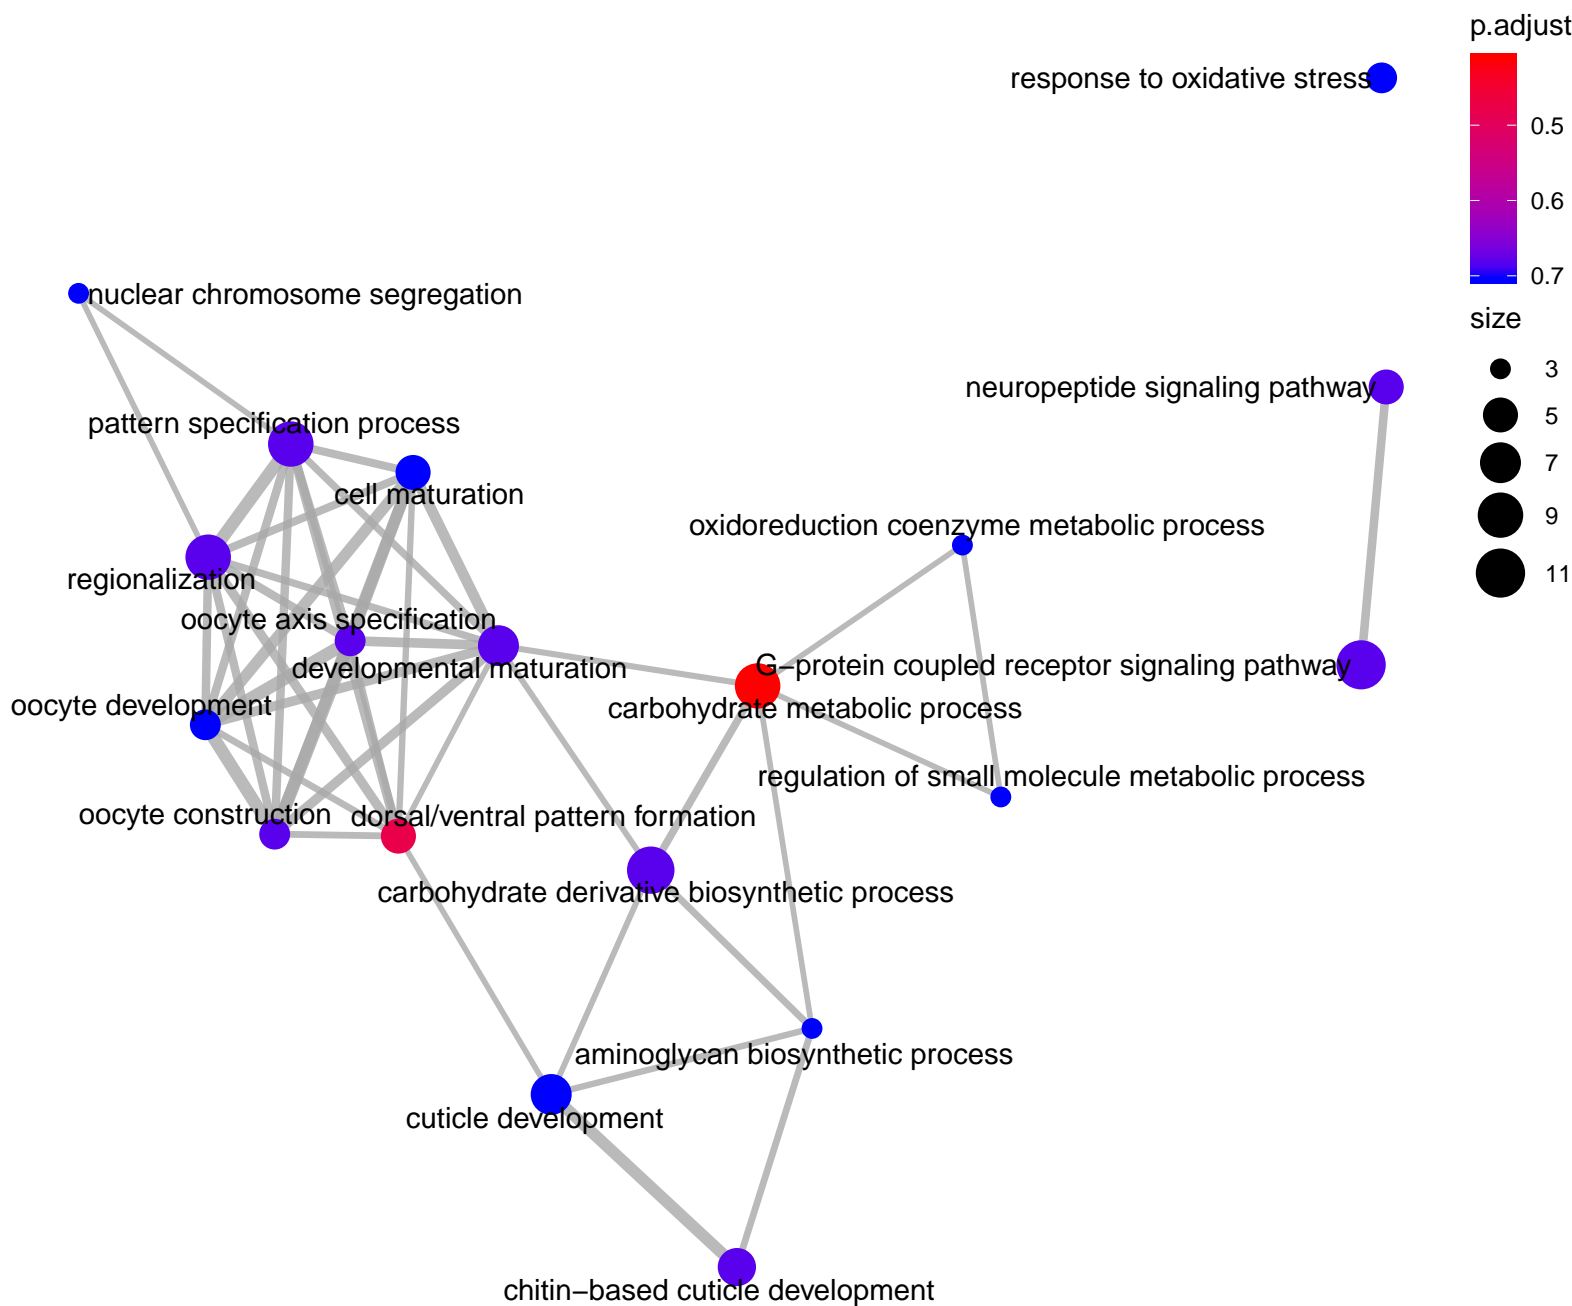 p.adjust
response to oxidative stress
0.5
0.6
0.7
nuclear chromosome segregation
size
3
neuropeptide signaling pathway
5
pattern specification process
7
cell maturation
9
oxidoreduction coenzyme metabolic process
11
regionalization
oocyte axis specification
developmental maturation
G−protein coupled receptor signaling pathway
oocyte development
carbohydrate metabolic process
regulation of small molecule metabolic process
oocyte construction
dorsal/ventral pattern formation
carbohydrate derivative biosynthetic process
aminoglycan biosynthetic process
cuticle development
chitin−based cuticle development